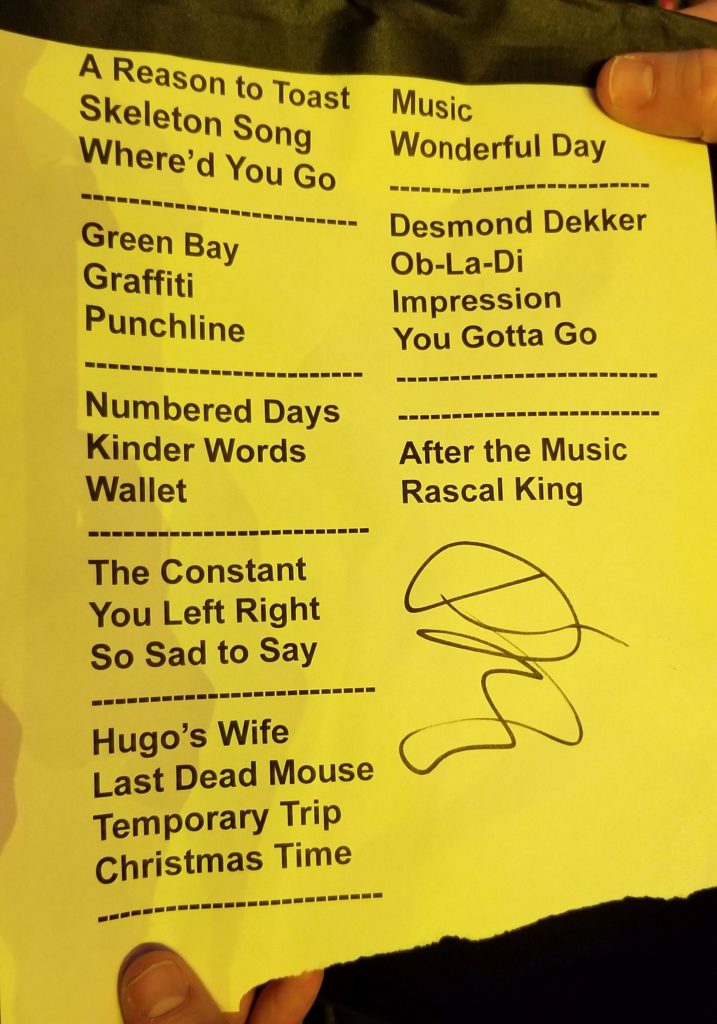 A Reason to Toast
Skeleton Song
Where'd You Go
-----------------------------
Green Bay
Graffiti
Punchline
-----------------------------
Numbered Days
Kinder Words
Wallet
-----------------------------
The Constant
You Left Right
So Sad to Say
-----------------------------
Hugo's Wife
Last Dead Mouse
Temporary Trip
Christmas Time
-----------------------------
Music
Wonderful Day
-----------------------------
Desmond Dekker
Ob-La-Di
Impression
You Gotta Go
-----------------------------
-----------------------------
After the Music
Rascal King